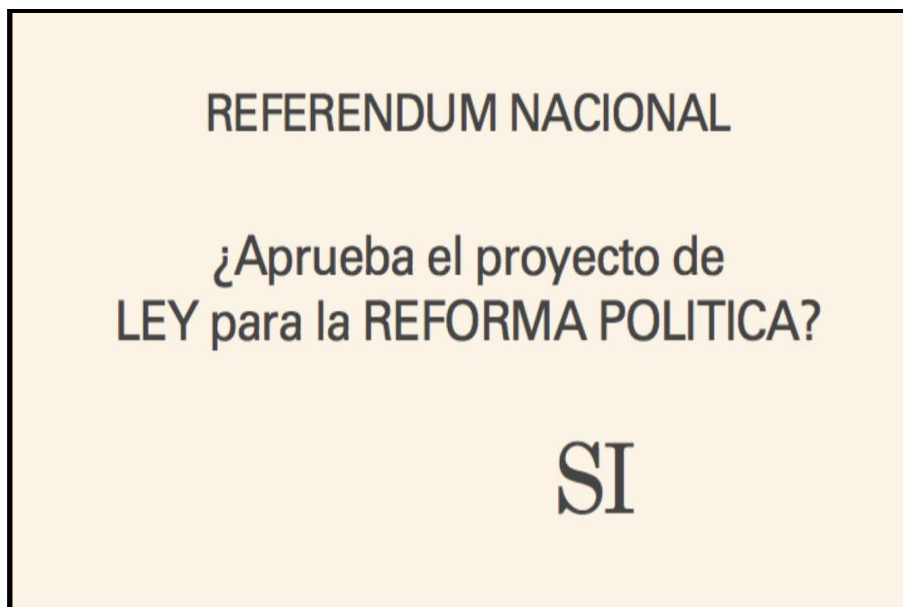 REFERENDUM NACIONAL
¿Aprueba el proyecto de
LEY para la REFORMA POLITICA?
SI